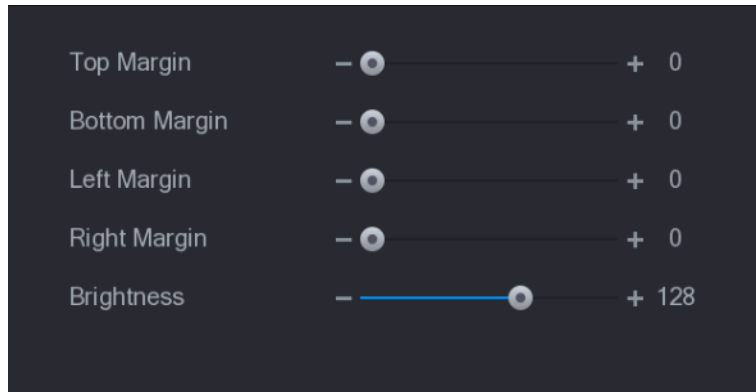 Top Margin − + 0
Bottom Margin − + 0
Left Margin − + 0
Right Margin − + 0
Brightness − + 128